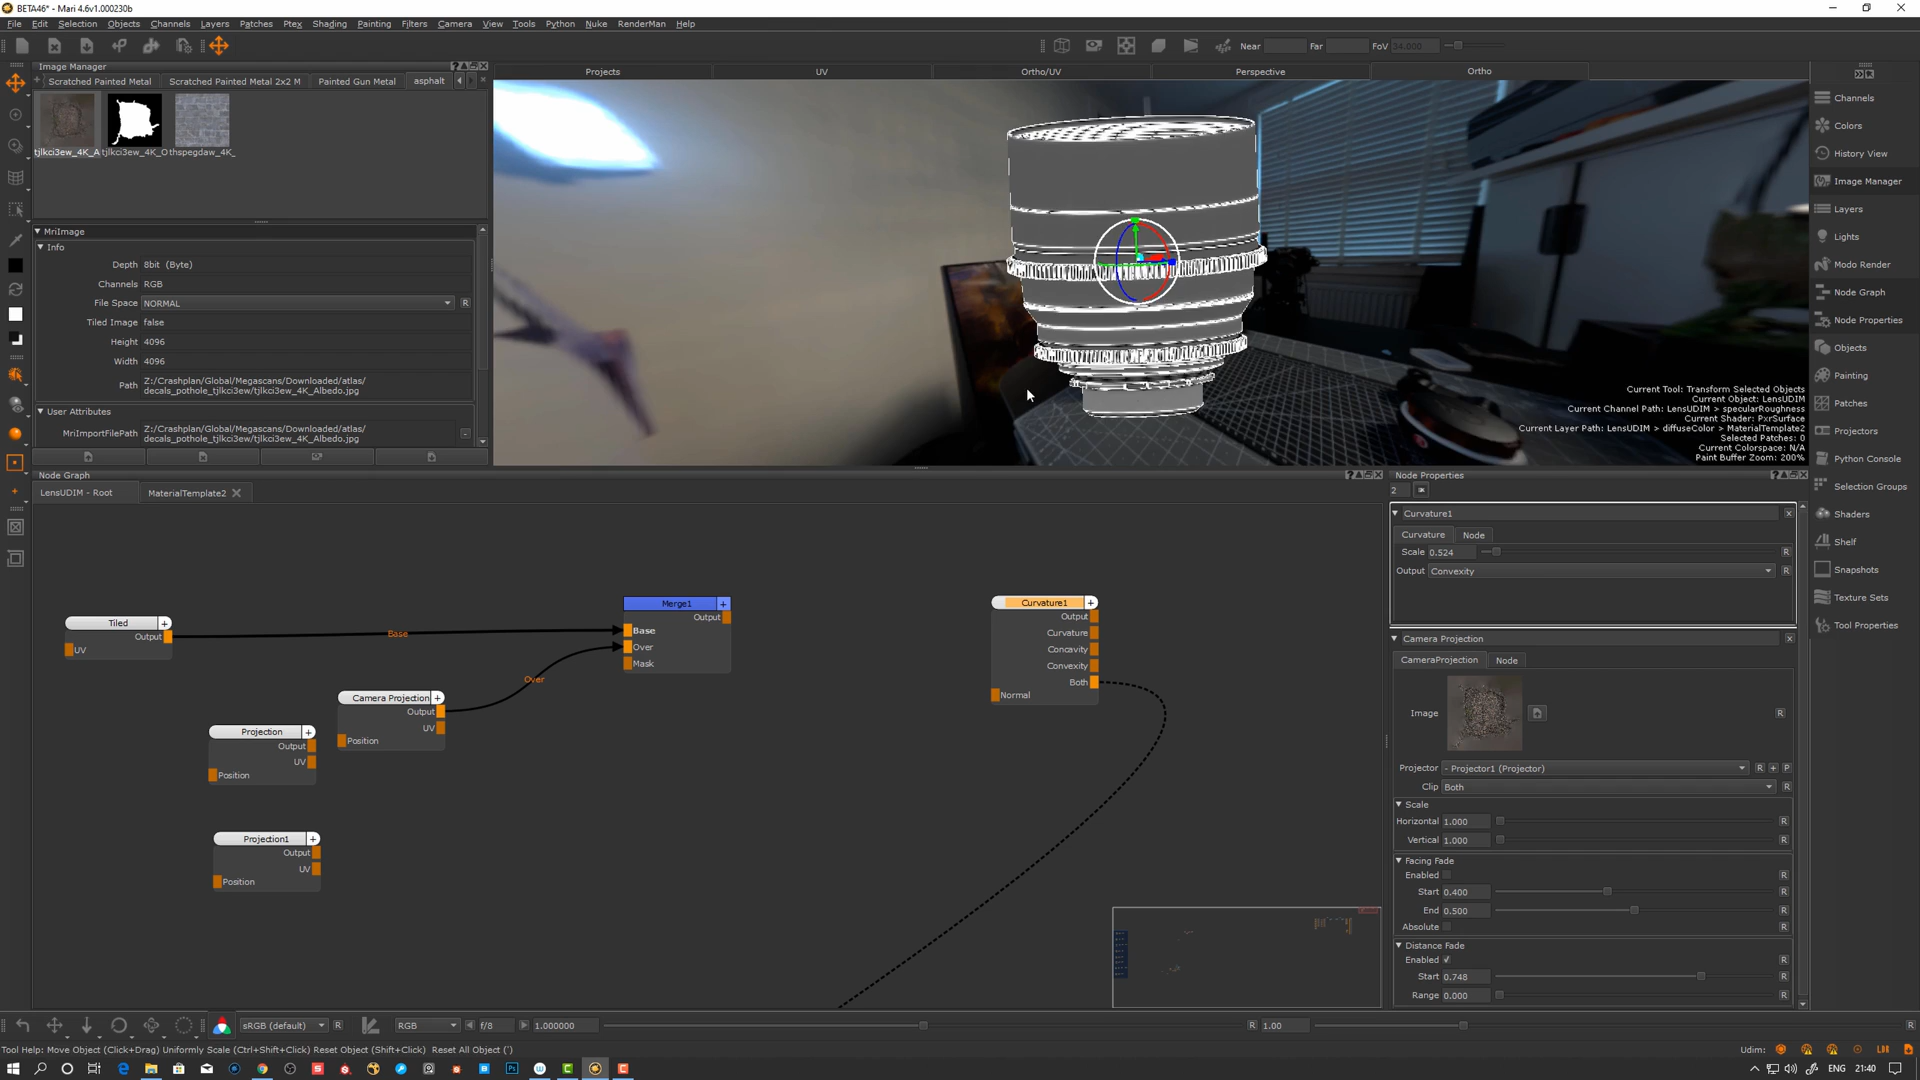 BETA46* - Mari 4.6v1.000230b
File Edit Selection Objects Channels Layers Patches Ptex Shading Painting Filters Camera View Tools Python Nuke RenderMan Help
Near Far FoV 34.000
Image Manager
Scratched Painted Metal Scratched Painted Metal 2x2 M Painted Gun Metal asphalt
Projects UV Ortho/UV Perspective Ortho
tjlkci3ew_4K_A tjlkci3ew_4K_O thspegdaw_4K_
MriImage
Info
Depth 8bit (Byte)
Channels RGB
File Space NORMAL R
Tiled Image false
Height 4096
Width 4096
Path Z:/Crashplan/Global/Megascans/Downloaded/atlas/
decals_pothole_tjlkci3ew/tjlkci3ew_4K_Albedo.jpg
User Attributes
MriImportFilePath Z:/Crashplan/Global/Megascans/Downloaded/atlas/
decals_pothole_tjlkci3ew/tjlkci3ew_4K_Albedo.jpg
Current Tool: Transform Selected Objects
Current Object: LensUDIM
Current Channel Path: LensUDIM > specularRoughness
Current Shader: PxrSurface
Current Layer Path: LensUDIM > diffuseColor > MaterialTemplate2
Selected Patches: 0
Current Colorspace: N/A
Paint Buffer Zoom: 200%
Channels
Colors
History View
Image Manager
Layers
Lights
Modo Render
Node Graph
Node Properties
Objects
Painting
Patches
Projectors
Python Console
Selection Groups
Shaders
Shelf
Snapshots
Texture Sets
Tool Properties
Node Graph
LensUDIM - Root MaterialTemplate2
Tiled +
Output
UV
Base
Merge1 +
Output
Base
Over
Mask
Over
Camera Projection +
Output
UV
Position
Projection +
Output
UV
Position
Projection1 +
Output
UV
Position
Curvature1 +
Output
Curvature
Concavity
Convexity
Both
Normal
Node Properties
2
Curvature1
Curvature Node
Scale 0.524 R
Output Convexity R
Camera Projection
CameraProjection Node
Image R
Projector - Projector1 (Projector) R + P
Clip Both R
Scale
Horizontal 1.000 R
Vertical 1.000 R
Facing Fade
Enabled R
Start 0.400 R
End 0.500 R
Absolute R
Distance Fade
Enabled R
Start 0.748 R
Range 0.000 R
sRGB (default) R RGB f/8 1.000000 R 1.00 R
Tool Help: Move Object (Click+Drag) Uniformly Scale (Ctrl+Shift+Click) Reset Object (Shift+Click) Reset All Object (')
Udim:
ENG 21:40